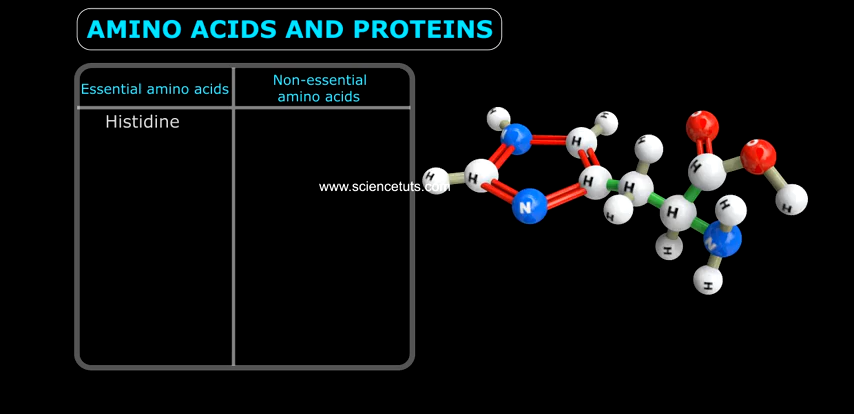 AMINO ACIDS AND PROTEINS
Essential amino acids
Non-essential
amino acids
Histidine
www.sciencetuts.com
H
H
H
H
H
N
H
H
H
H
H
H
H
H
N
H
H
O
O
H